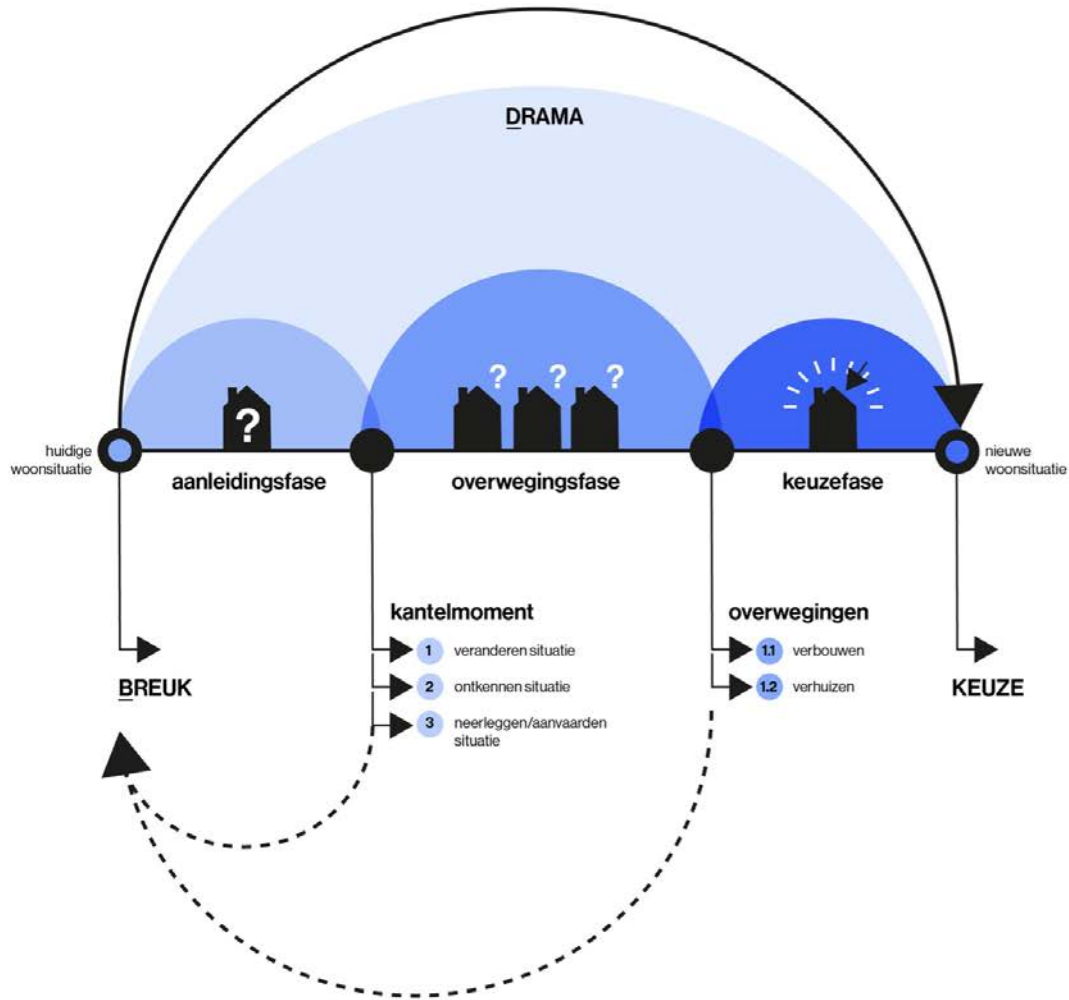 DRAMA
?
?
?
?
huidige
woonsituatie
nieuwe
woonsituatie
aanleidingsfase
overwegingsfase
keuzefase
kantelmoment
1 veranderen situatie
2 ontkennen situatie
3 neerleggen/aanvaarden
situatie
overwegingen
1.1 verbouwen
1.2 verhuizen
BREUK
KEUZE